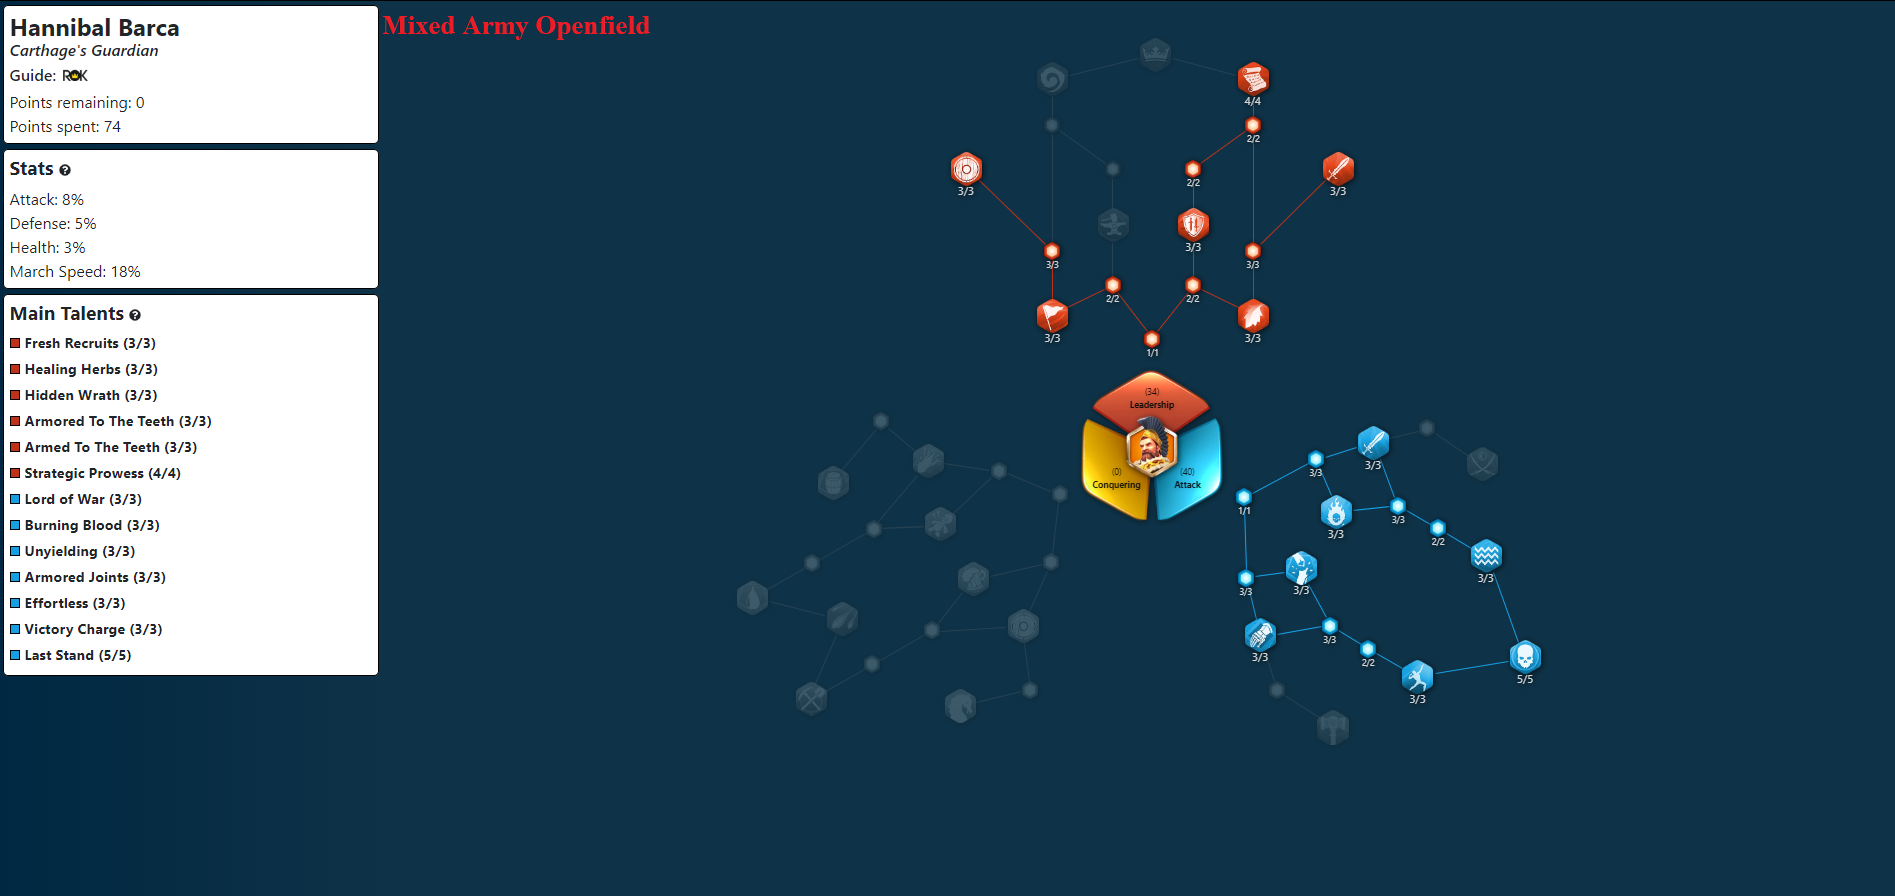 Hannibal Barca
Carthage's Guardian
Guide: ROK
Points remaining: 0
Points spent: 74
Stats ?
Attack: 8%
Defense: 5%
Health: 3%
March Speed: 18%
Main Talents ?
Fresh Recruits (3/3)
Healing Herbs (3/3)
Hidden Wrath (3/3)
Armored To The Teeth (3/3)
Armed To The Teeth (3/3)
Strategic Prowess (4/4)
Lord of War (3/3)
Burning Blood (3/3)
Unyielding (3/3)
Armored Joints (3/3)
Effortless (3/3)
Victory Charge (3/3)
Last Stand (5/5)
Mixed Army Openfield
4/4
2/2
3/3
2/2
3/3
3/3
3/3
3/3
2/2
2/2
3/3
3/3
1/1
(34)
Leadership
(0)
Conquering
(40)
Attack
3/3
3/3
1/1
3/3
3/3
2/2
3/3
3/3
3/3
3/3
3/3
2/2
3/3
5/5